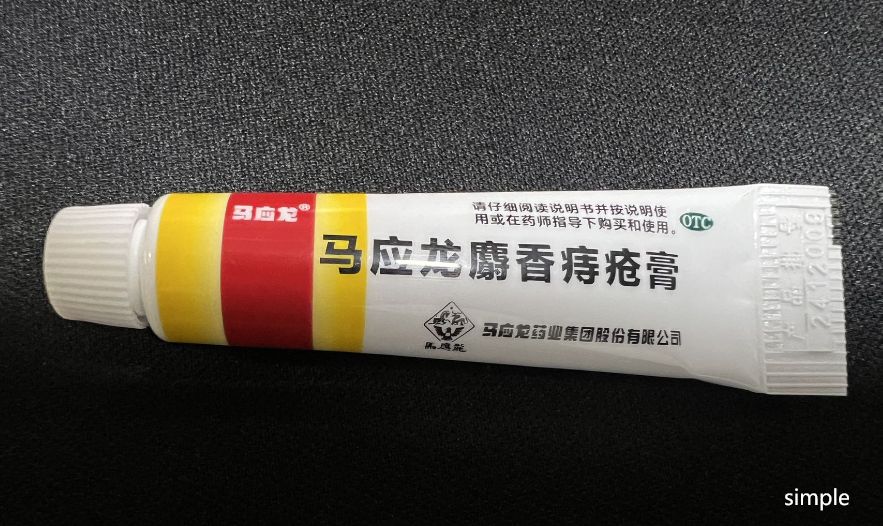 马应龙®
请仔细阅读说明书并按说明使
用或在药师指导下购买和使用。
OTC
马应龙麝香痔疮膏
马应龙药业集团股份有限公司
simple